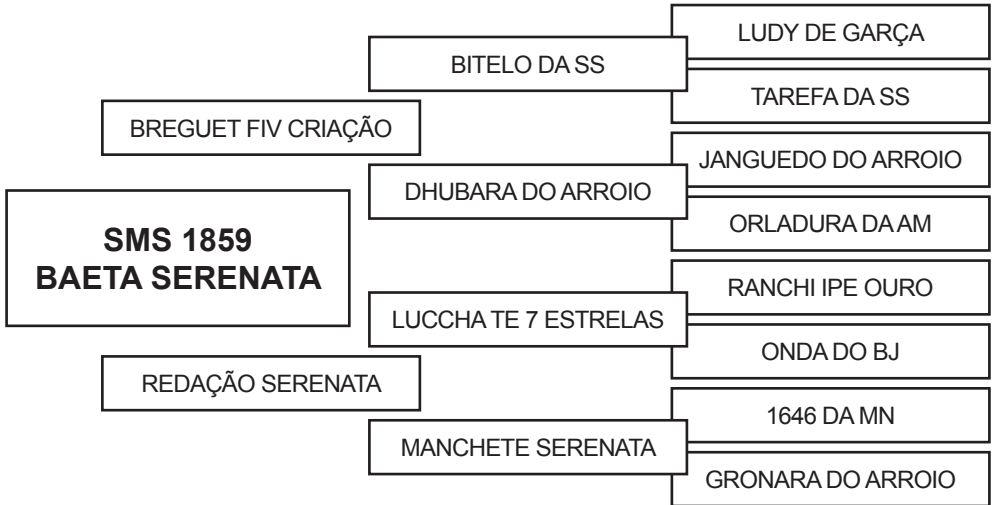 LUDY DE GARÇA
BITELO DA SS
TAREFA DA SS
BREGUET FIV CRIAÇÃO
JANGUEDO DO ARROIO
DHUBARA DO ARROIO
ORLADURA DA AM
SMS 1859
BAETA SERENATA
RANCHI IPE OURO
LUCCHA TE 7 ESTRELAS
ONDA DO BJ
REDAÇÃO SERENATA
1646 DA MN
MANCHETE SERENATA
GRONARA DO ARROIO